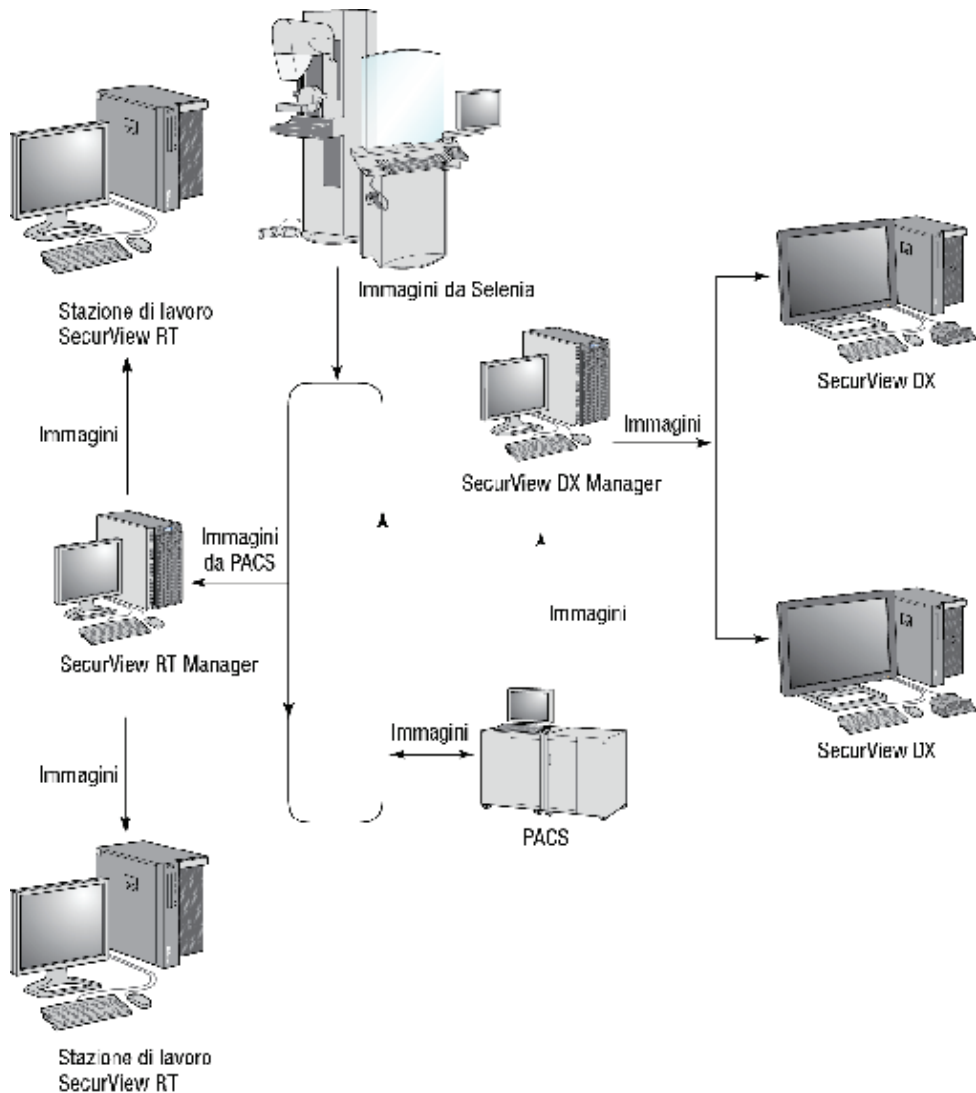 Immagini da Selenia
Stazione di lavoro
SecurView RT
SecurView DX
Immagini
Immagini
SecurView DX Manager
Immagini
da PACS
Immagini
SecurView RT Manager
Immagini
SecurView DX
Immagini
PACS
Stazione di lavoro
SecurView RT